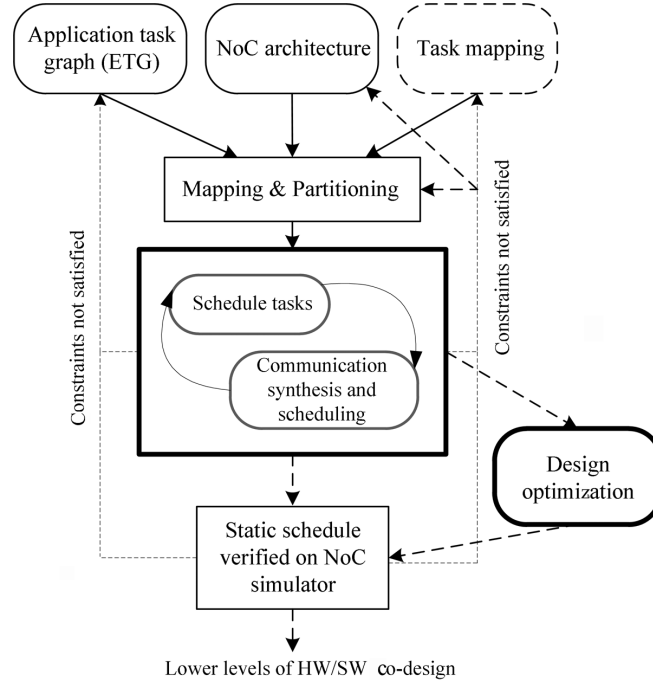 Application task
graph (ETG)
NoC architecture
Task mapping
Mapping & Partitioning
Constraints not satisfied
Constraints not satisfied
Schedule tasks
Communication
synthesis and
scheduling
Design
optimization
Static schedule
verified on NoC
simulator
Lower levels of HW/SW co-design